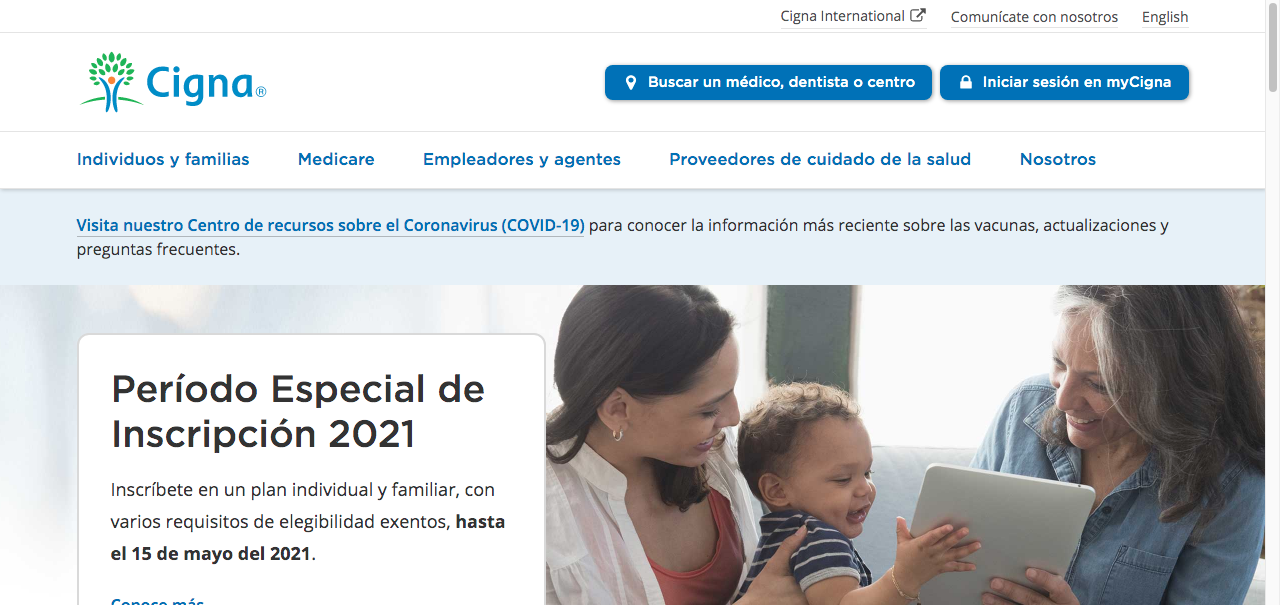 Cigna International
Comunícate con nosotros
English
Cigna®
Buscar un médico, dentista o centro
Iniciar sesión en myCigna
Individuos y familias
Medicare
Empleadores y agentes
Proveedores de cuidado de la salud
Nosotros
Visita nuestro Centro de recursos sobre el Coronavirus (COVID-19) para conocer la información más reciente sobre las vacunas, actualizaciones y
preguntas frecuentes.
Período Especial de
Inscripción 2021
Inscríbete en un plan individual y familiar, con
varios requisitos de elegibilidad exentos, hasta
el 15 de mayo del 2021.
Conoce más